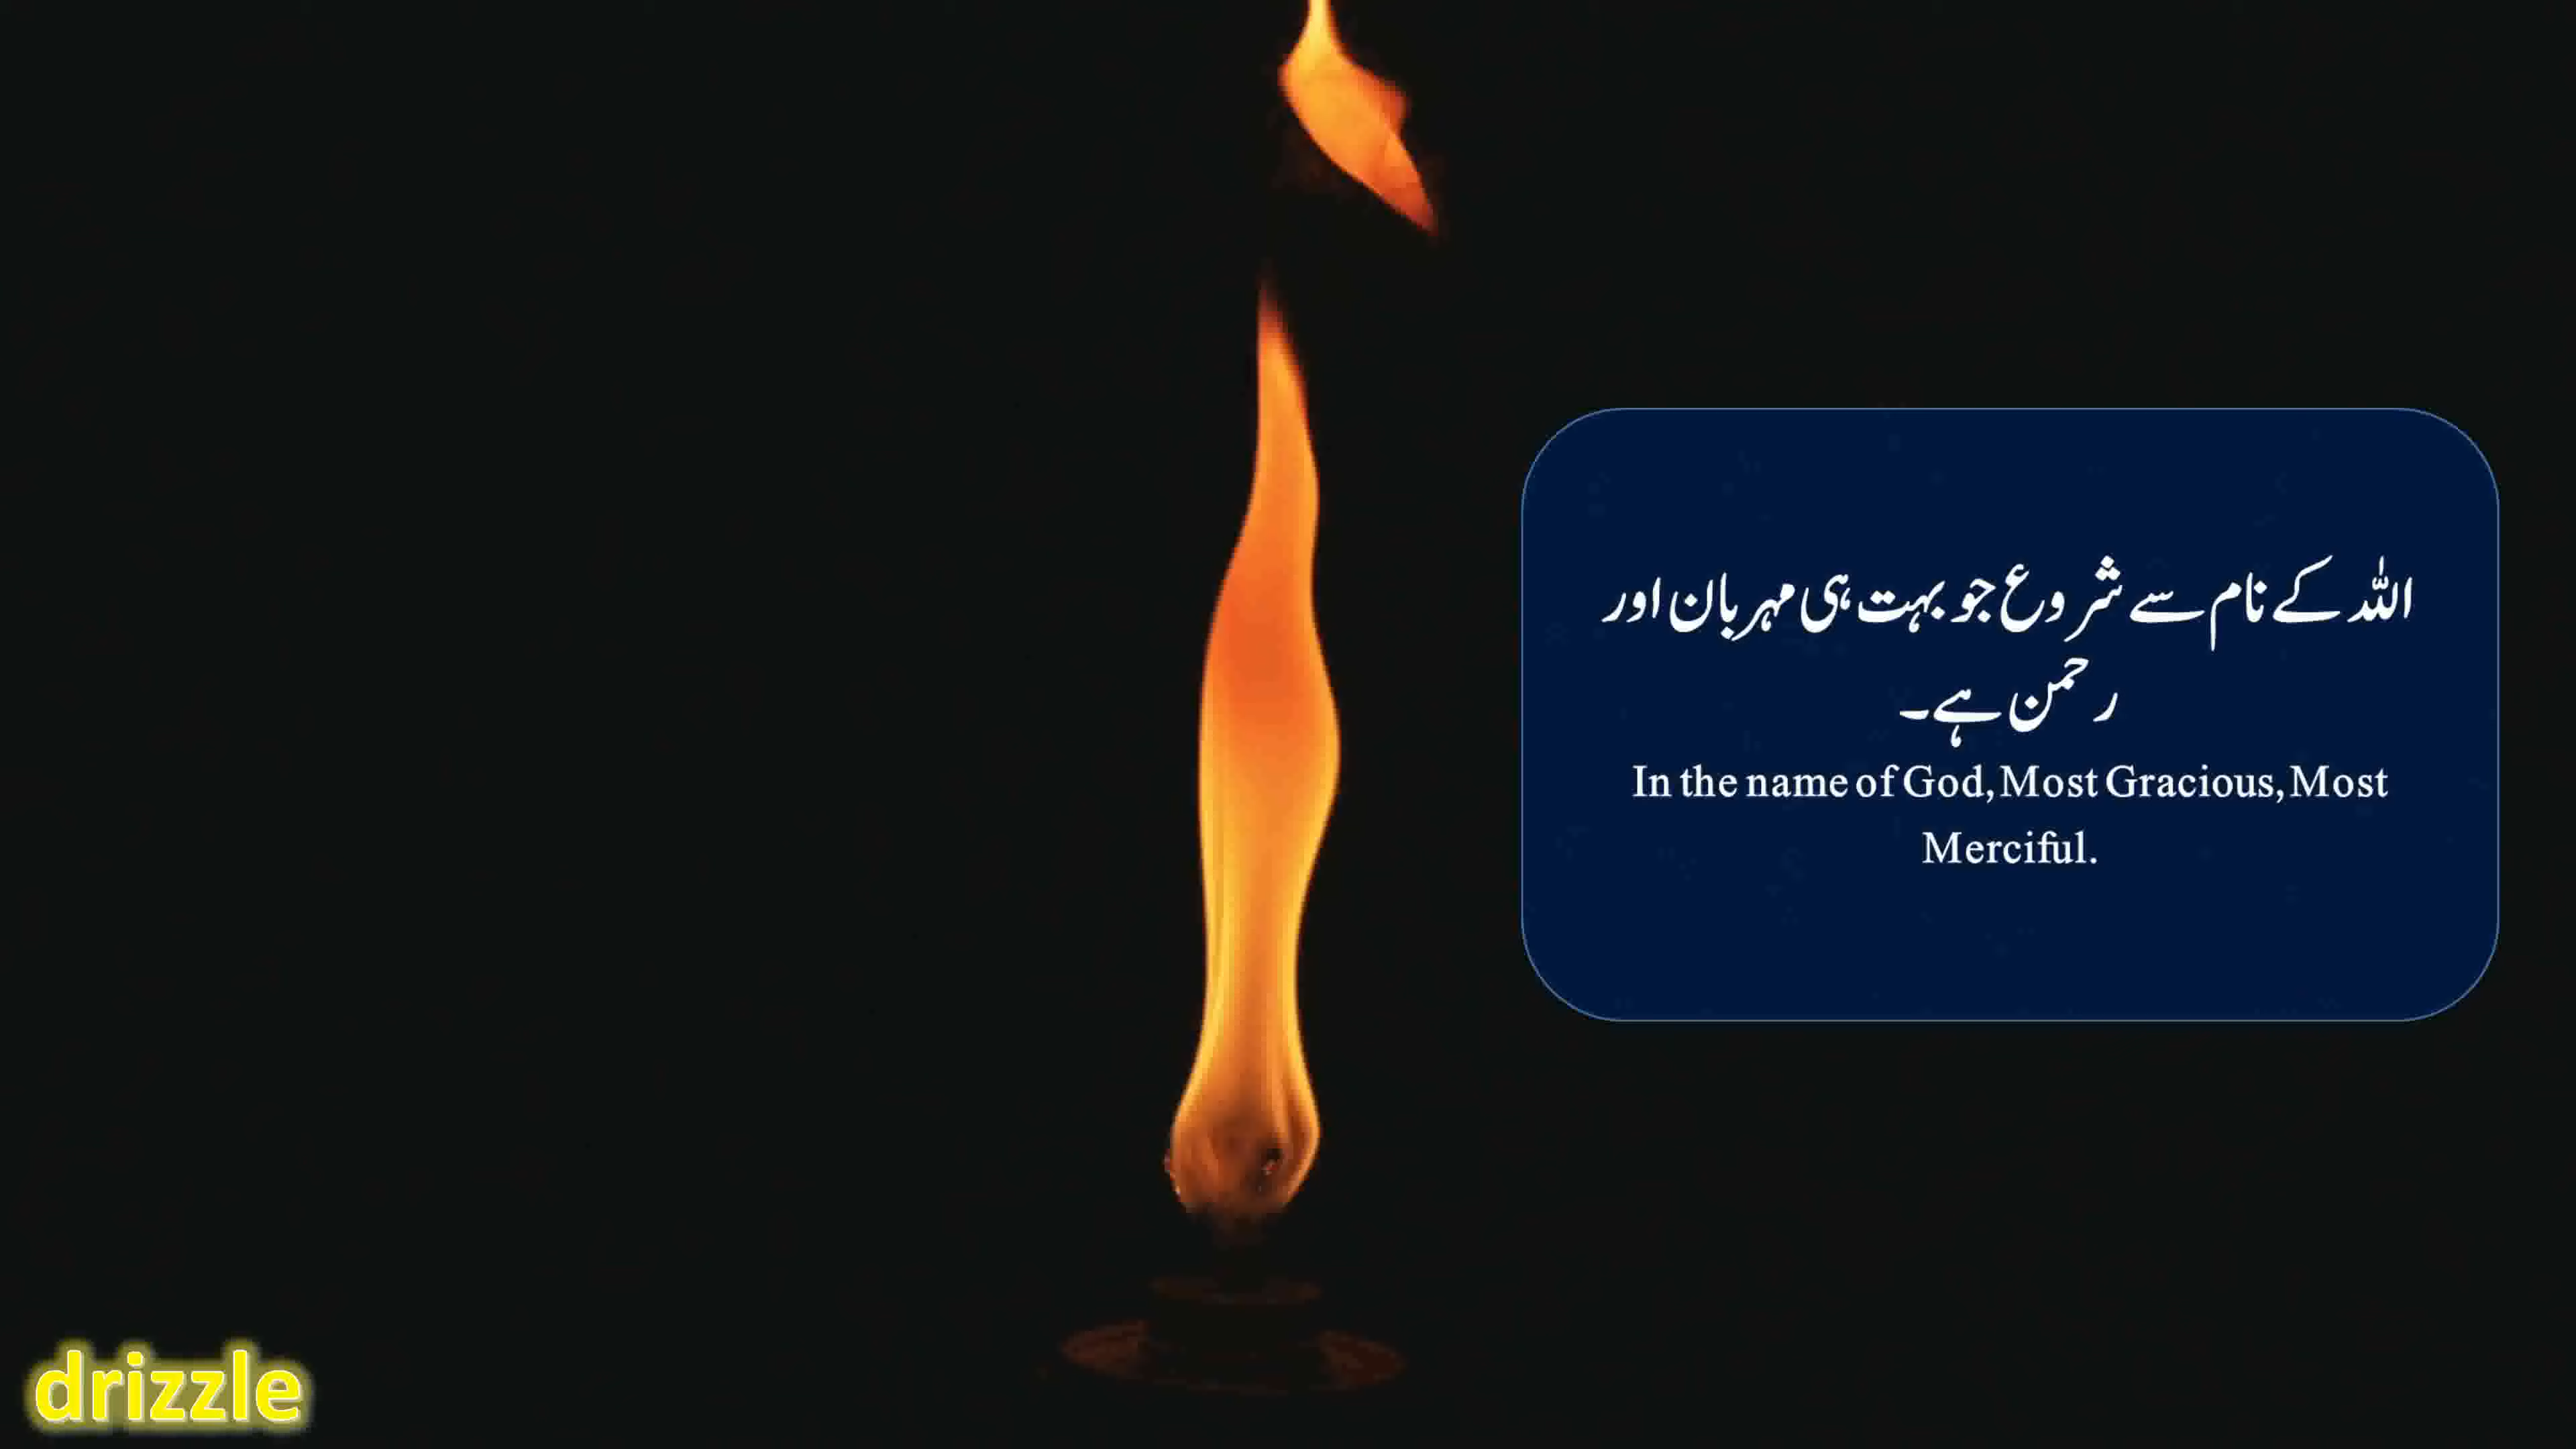 اللہ کے نام سے شروع جو بہت ہی مہربان اور
رحمٰن ہے۔
In the name of God, Most Gracious, Most
Merciful.
drizzle